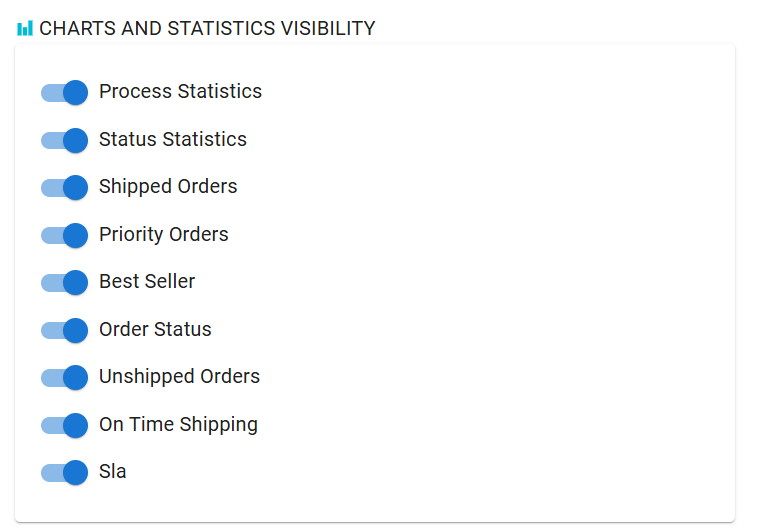 CHARTS AND STATISTICS VISIBILITY
Process Statistics
Status Statistics
Shipped Orders
Priority Orders
Best Seller
Order Status
Unshipped Orders
On Time Shipping
Sla